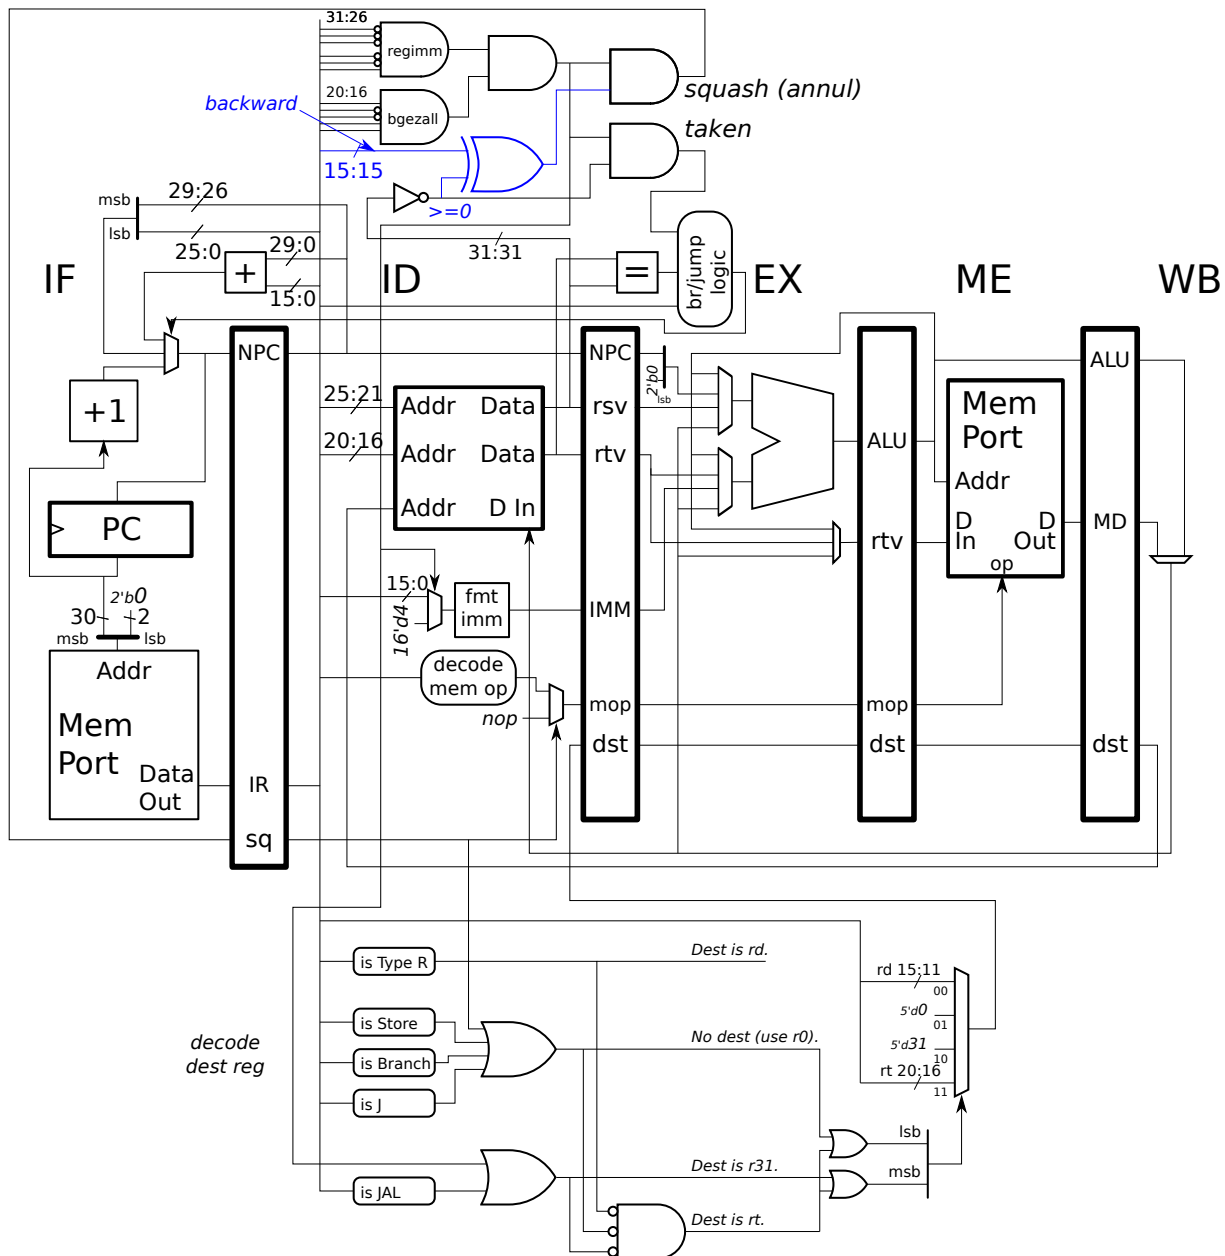 31:26
regimm
20:16
bgezall
backward
15:15
squash (annul)
taken
>=0
31:31
msb
29:26
lsb
25:0
29:0
15:0
+
=
br/jump
logic
IF
ID
EX
ME
WB
NPC
NPC
2'b0
lsb
ALU
+1
25:21
Addr
Data
rsv
20:16
Addr
Data
rtv
Addr
D In
ALU
Mem
Port
Addr
D
In
D
Out
op
MD
PC
rtv
2'b0
30
2
msb
lsb
15:0
16'd4
fmt
imm
IMM
Addr
Mem
Port
Data
Out
decode
mem op
nop
mop
mop
dst
dst
dst
IR
sq
is Type R
Dest is rd.
rd 15:11
00
5'd0
01
5'd31
10
rt 20:16
11
is Store
is Branch
is J
No dest (use r0).
decode
dest reg
lsb
msb
is JAL
Dest is r31.
Dest is rt.